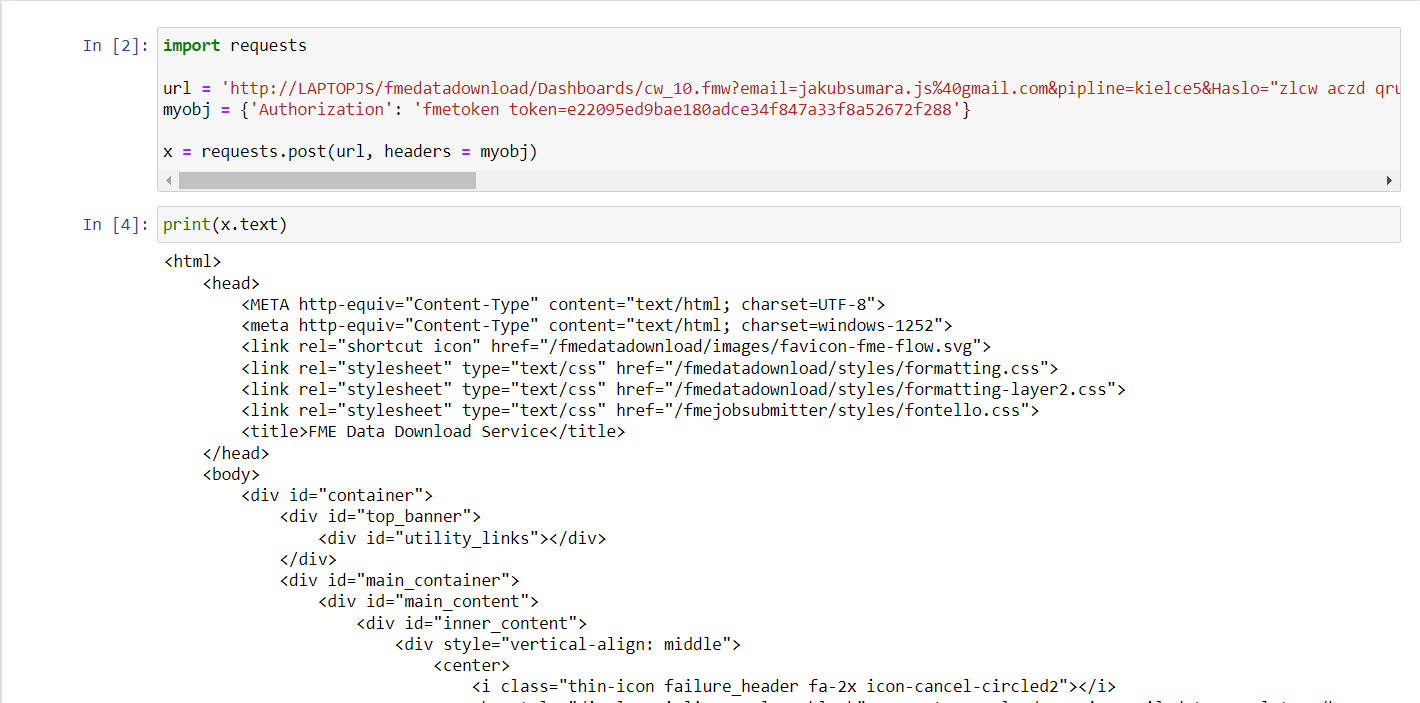 In [2]: import requests
url = 'http://LAPTOPJS/fmedatadownload/Dashboards/cw_10.fmw?email=jakubsumara.js%40gmail.com&pipline=kielce5&Haslo="zlcw aczd qru
myobj = {'Authorization': 'fmetoken token=e22095ed9bae180adce34f847a33f8a52672f288'}
x = requests.post(url, headers = myobj)
In [4]: print(x.text)
<html>
<head>
<META http-equiv="Content-Type" content="text/html; charset=UTF-8">
<meta http-equiv="Content-Type" content="text/html; charset=windows-1252">
<link rel="shortcut icon" href="/fmedatadownload/images/favicon-fme-flow.svg">
<link rel="stylesheet" type="text/css" href="/fmedatadownload/styles/formatting.css">
<link rel="stylesheet" type="text/css" href="/fmedatadownload/styles/formatting-layer2.css">
<link rel="stylesheet" type="text/css" href="/fmejobsubmitter/styles/fontello.css">
<title>FME Data Download Service</title>
</head>
<body>
<div id="container">
<div id="top_banner">
<div id="utility_links"></div>
</div>
<div id="main_container">
<div id="main_content">
<div id="inner_content">
<div style="vertical-align: middle">
<center>
<i class="thin-icon failure_header fa-2x icon-cancel-circled2"></i>